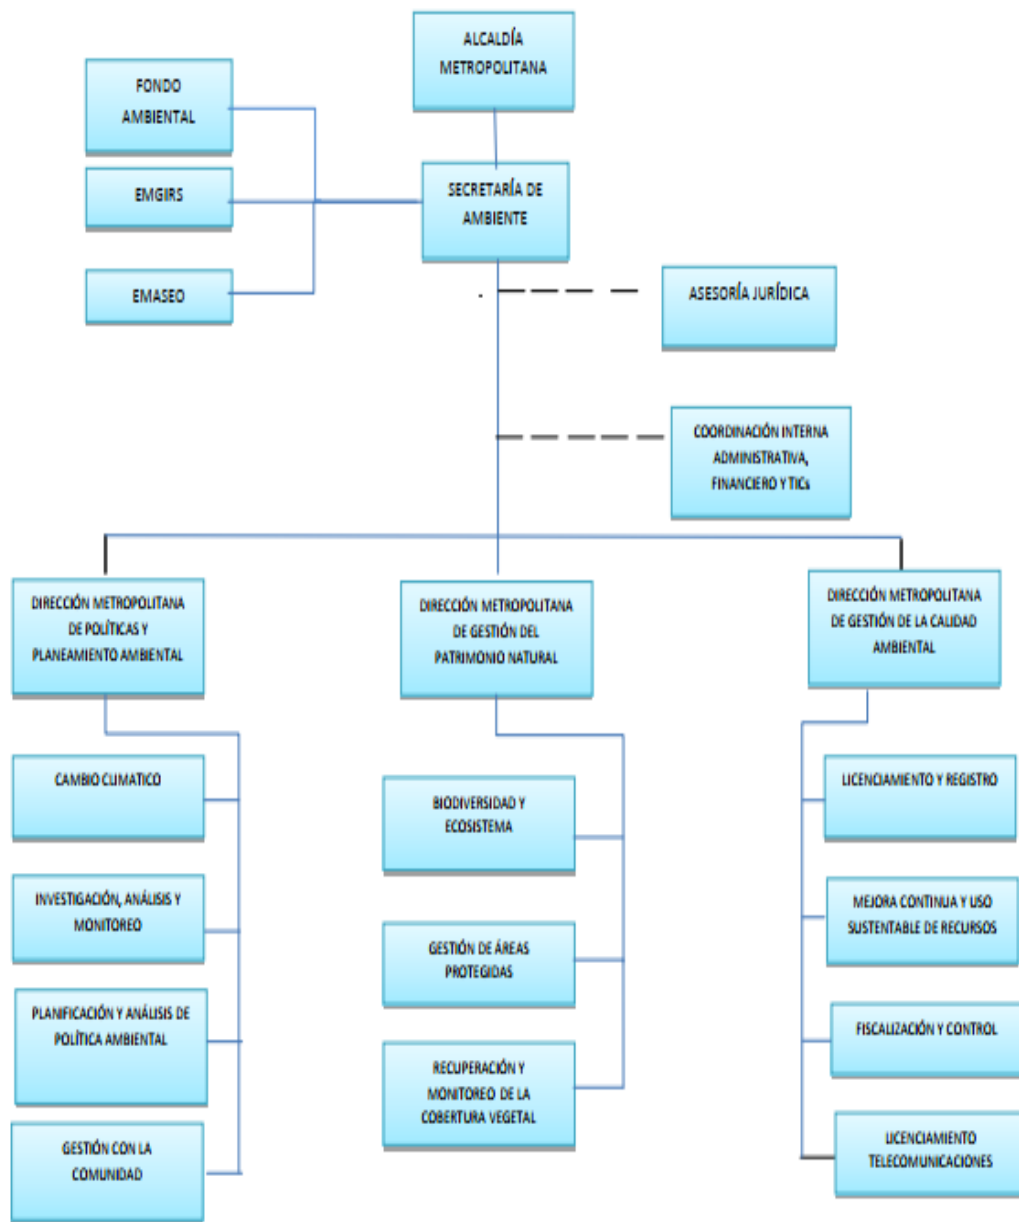 ALCALDÍA
METROPOLITANA
FONDO
AMBIENTAL
EMGIRS
SECRETARÍA DE
AMBIENTE
EMASEO
ASESORÍA JURÍDICA
COORDINACIÓN INTERNA
ADMINISTRATIVA,
FINANCIERO Y TICs
DIRECCIÓN METROPOLITANA
DE POLÍTICAS Y
PLANEAMIENTO AMBIENTAL
DIRECCIÓN METROPOLITANA
DE GESTIÓN DEL
PATRIMONIO NATURAL
DIRECCIÓN METROPOLITANA
DE GESTIÓN DE LA CALIDAD
AMBIENTAL
CAMBIO CLIMATICO
INVESTIGACIÓN, ANÁLISIS Y
MONITOREO
PLANIFICACIÓN Y ANÁLISIS DE
POLÍTICA AMBIENTAL
GESTIÓN CON LA
COMUNIDAD
BIODIVERSIDAD Y
ECOSISTEMA
GESTIÓN DE ÁREAS
PROTEGIDAS
RECUPERACIÓN Y
MONITOREO DE LA
COBERTURA VEGETAL
LICENCIAMIENTO Y REGISTRO
MEJORA CONTINUA Y USO
SUSTENTABLE DE RECURSOS
FISCALIZACIÓN Y CONTROL
LICENCIAMIENTO
TELECOMUNICACIONES